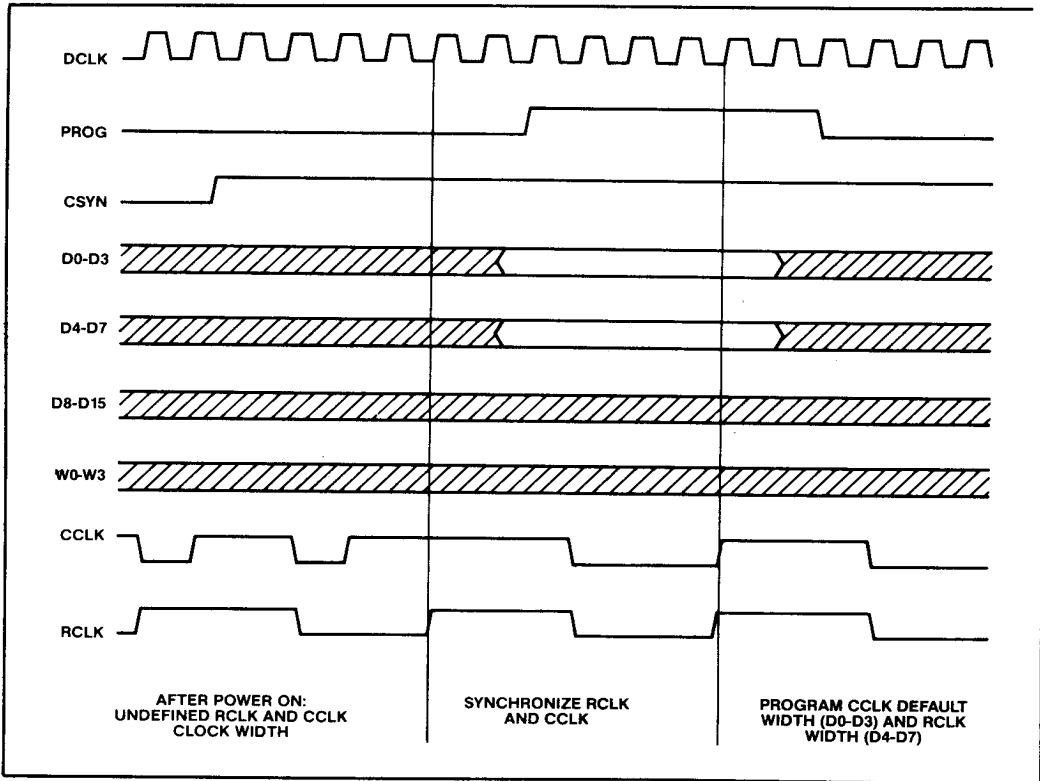 DCLK
PROG
CSYN
D0-D3
D4-D7
D8-D15
W0-W3
CCLK
RCLK
AFTER POWER ON:
UNDEFINED RCLK AND CCLK
CLOCK WIDTH
SYNCHRONIZE RCLK
AND CCLK
PROGRAM CCLK DEFAULT
WIDTH (D0-D3) AND RCLK
WIDTH (D4-D7)